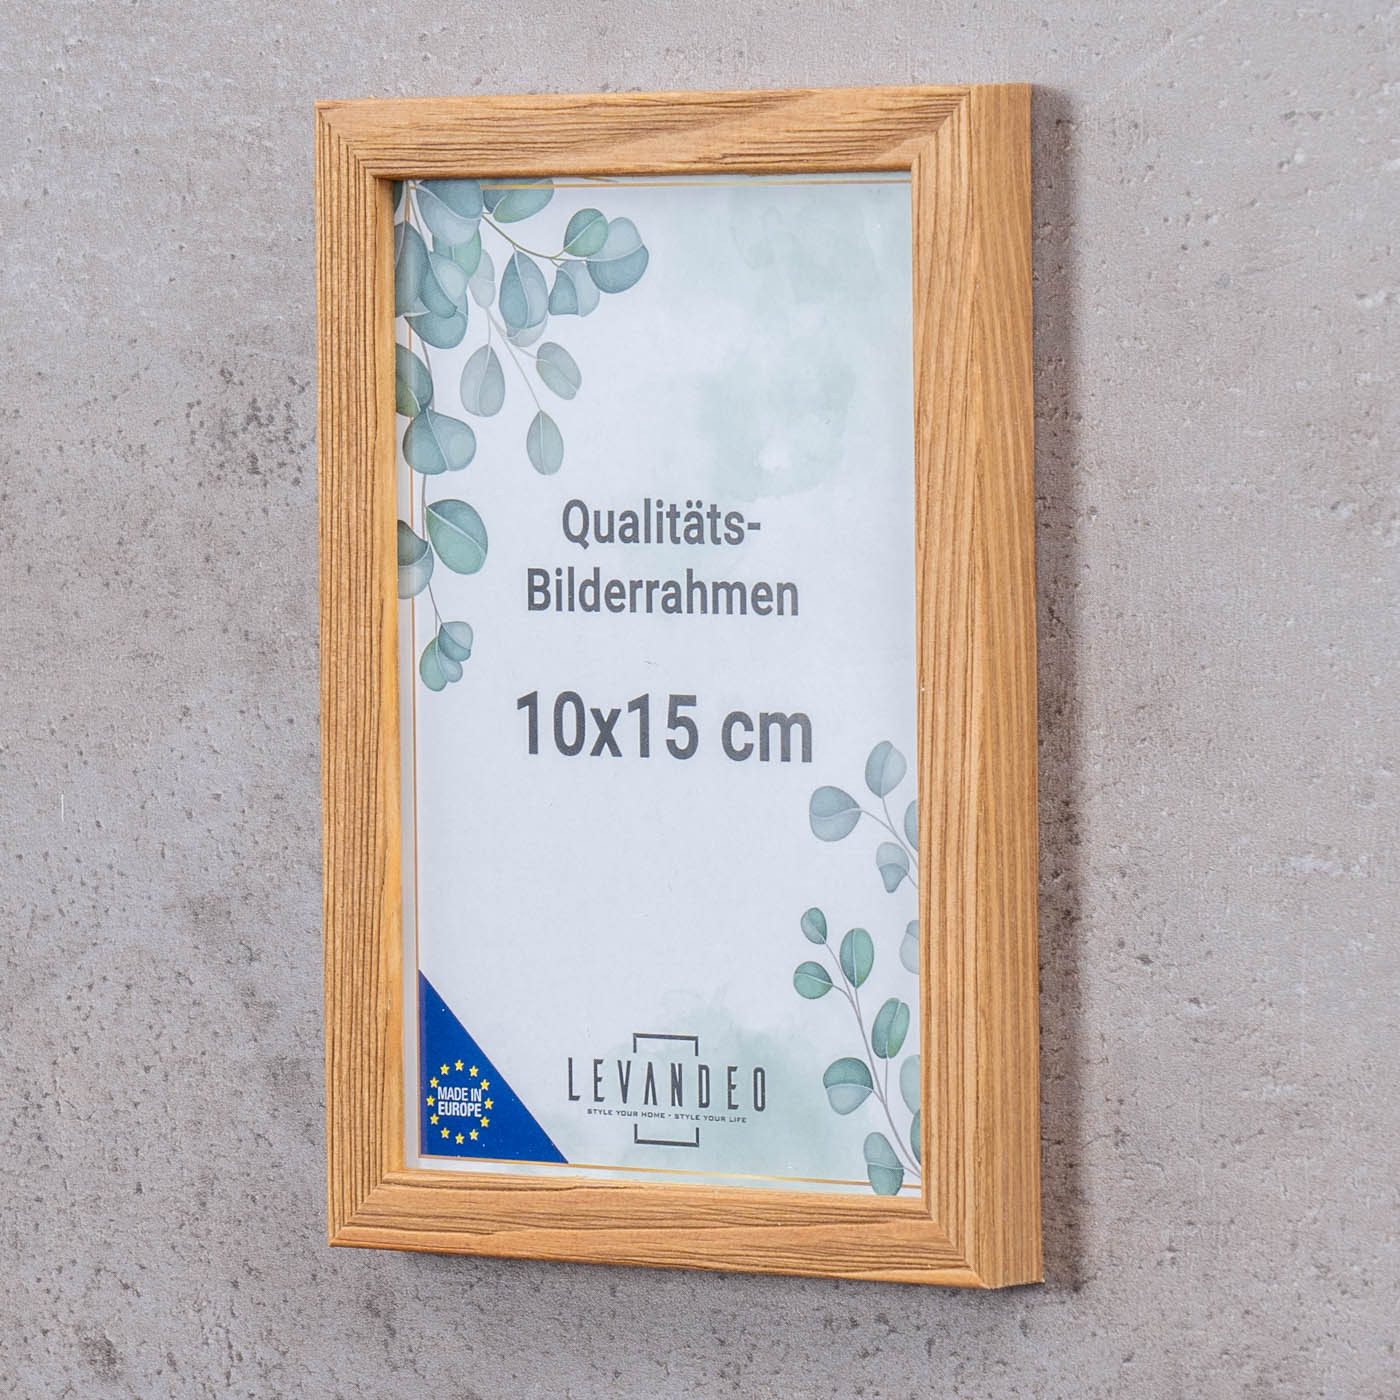 Qualitäts-
Bilderrahmen
10x15 cm
MADE IN
EUROPE
LEVANDEO
STYLE YOUR HOME • STYLE YOUR LIFE